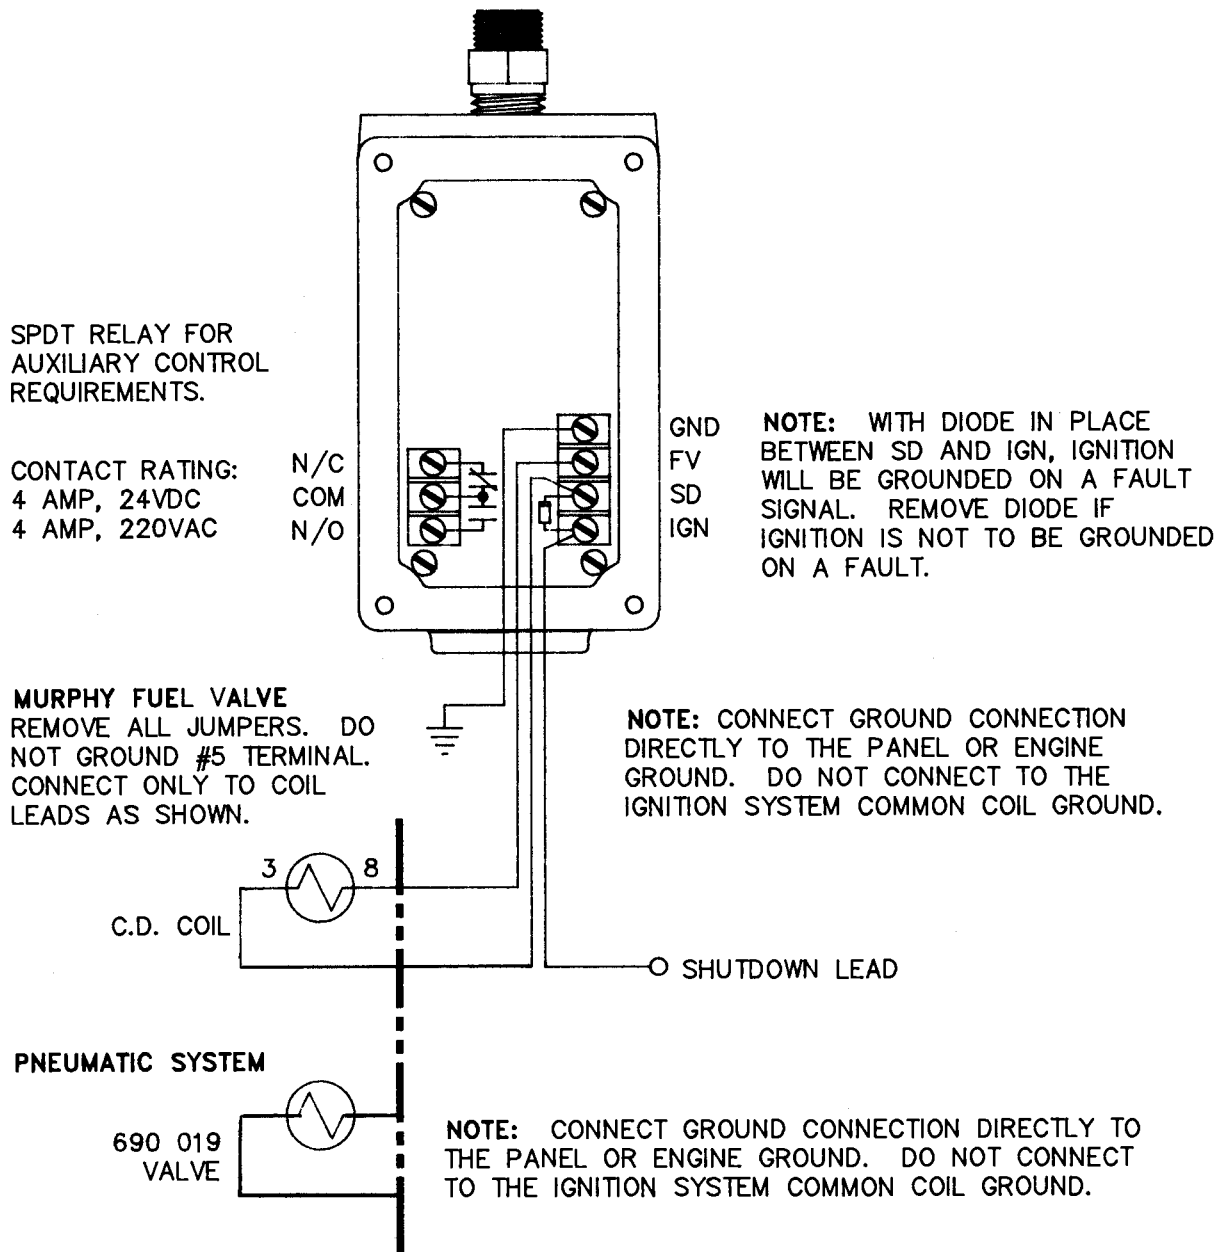 SPDT RELAY FOR
AUXILIARY CONTROL
REQUIREMENTS.
CONTACT RATING:
4 AMP, 24VDC
4 AMP, 220VAC
N/C
COM
N/O
GND
FV
SD
IGN
NOTE: WITH DIODE IN PLACE
BETWEEN SD AND IGN, IGNITION
WILL BE GROUNDED ON A FAULT
SIGNAL. REMOVE DIODE IF
IGNITION IS NOT TO BE GROUNDED
ON A FAULT.
MURPHY FUEL VALVE
REMOVE ALL JUMPERS. DO
NOT GROUND #5 TERMINAL.
CONNECT ONLY TO COIL
LEADS AS SHOWN.
NOTE: CONNECT GROUND CONNECTION
DIRECTLY TO THE PANEL OR ENGINE
GROUND. DO NOT CONNECT TO THE
IGNITION SYSTEM COMMON COIL GROUND.
3 8
C.D. COIL
SHUTDOWN LEAD
PNEUMATIC SYSTEM
690 019
VALVE
NOTE: CONNECT GROUND CONNECTION DIRECTLY TO
THE PANEL OR ENGINE GROUND. DO NOT CONNECT
TO THE IGNITION SYSTEM COMMON COIL GROUND.